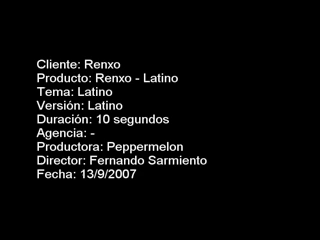 Cliente: Renxo
Producto: Renxo - Latino
Tema: Latino
Versión: Latino
Duración: 10 segundos
Agencia: -
Productora: Peppermelon
Director: Fernando Sarmiento
Fecha: 13/9/2007